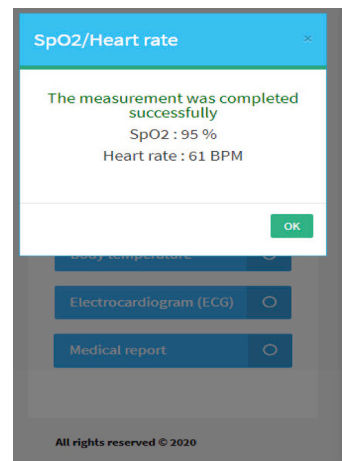 SpO2/Heart rate ×
The measurement was completed
successfully
SpO2 : 95 %
Heart rate : 61 BPM
OK
Body temperature
Electrocardiogram (ECG)
Medical report
All rights reserved © 2020